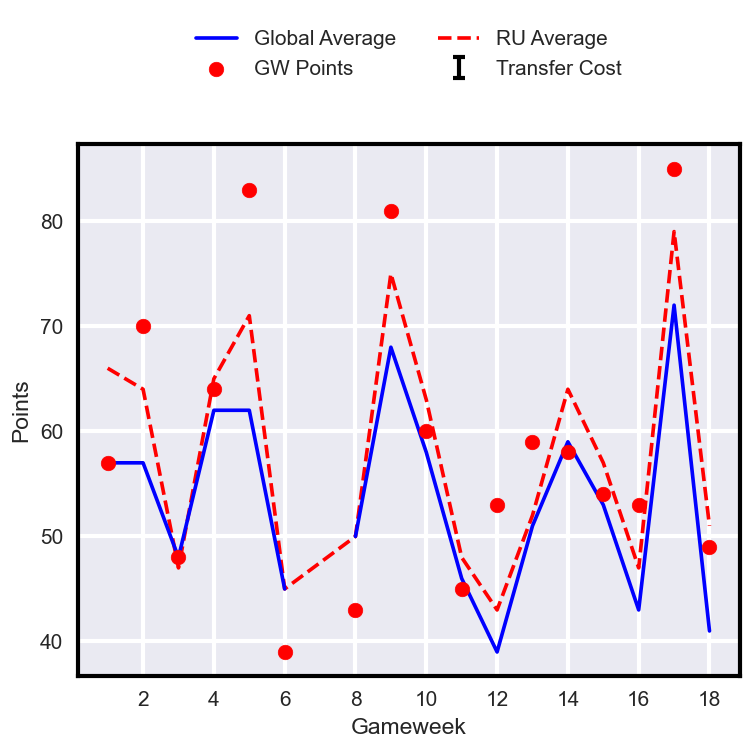 Global Average
RU Average
GW Points
Transfer Cost
80
70
60
50
40
Points
2 4 6 8 10 12 14 16 18
Gameweek